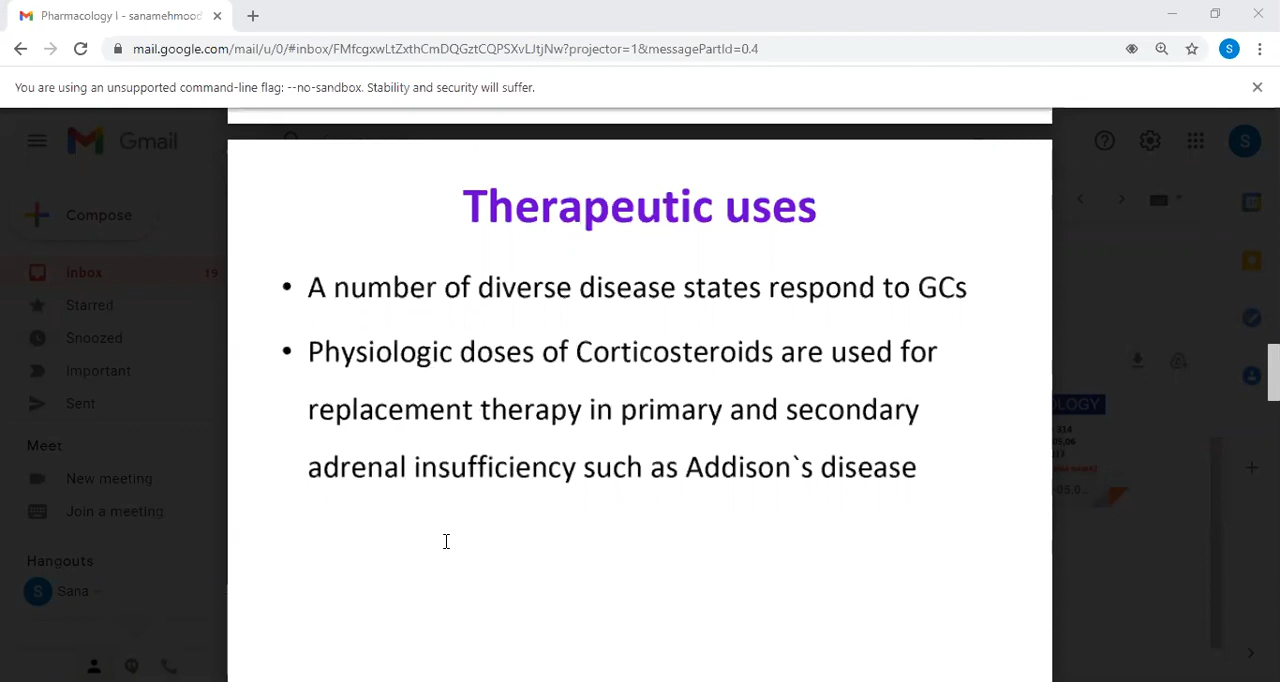 Pharmacology I - sanamehmood
mail.google.com/mail/u/0/#inbox/FMfcgxwLtZxthCmDQGztCQPSXvLJtjNw?projector=1&messagePartId=0.4
S
You are using an unsupported command-line flag: --no-sandbox. Stability and security will suffer.
Gmail
S
Compose
Inbox 19
Starred
Snoozed
Important
Sent
Meet
New meeting
Join a meeting
Hangouts
S Sana
Therapeutic uses
• A number of diverse disease states respond to GCs
• Physiologic doses of Corticosteroids are used for
replacement therapy in primary and secondary
adrenal insufficiency such as Addison`s disease
OLOGY
314